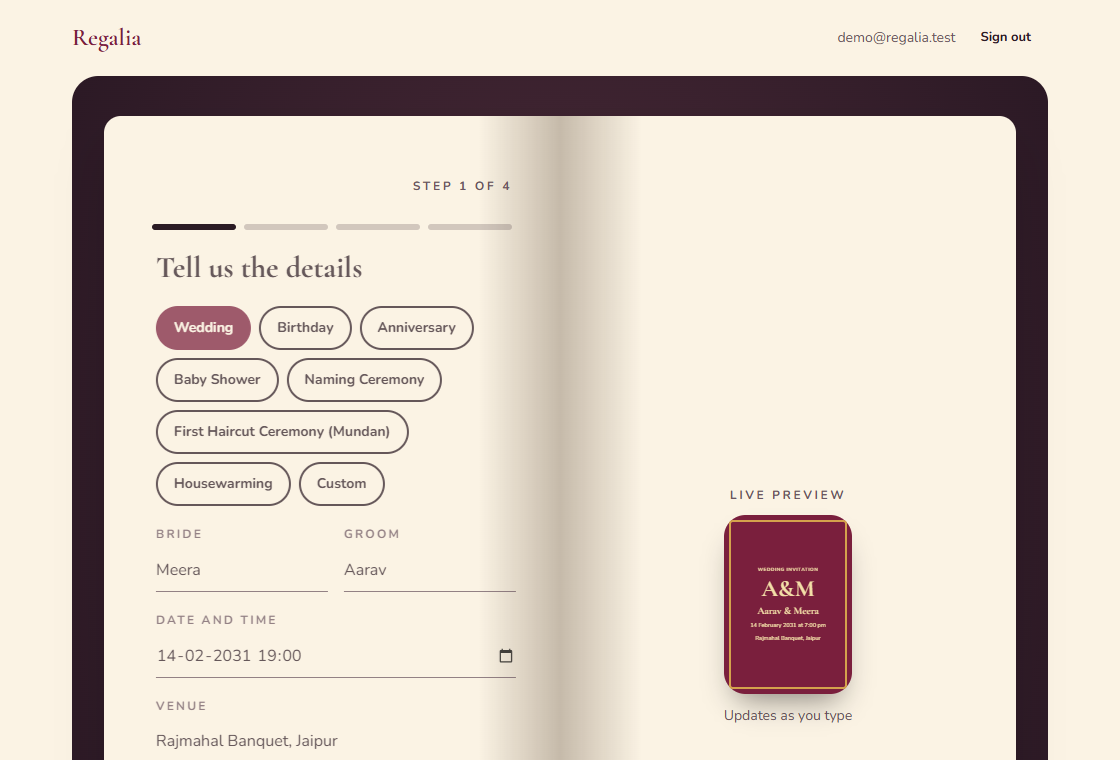 Regalia
demo@regalia.test Sign out
STEP 1 OF 4
Tell us the details
Wedding Birthday Anniversary
Baby Shower Naming Ceremony
First Haircut Ceremony (Mundan)
Housewarming Custom
BRIDE GROOM
Meera Aarav
DATE AND TIME
14-02-2031 19:00
VENUE
Rajmahal Banquet, Jaipur
LIVE PREVIEW
WEDDING INVITATION
A&M
Aarav & Meera
14 February 2031 at 7:00 pm
Rajmahal Banquet, Jaipur
Updates as you type